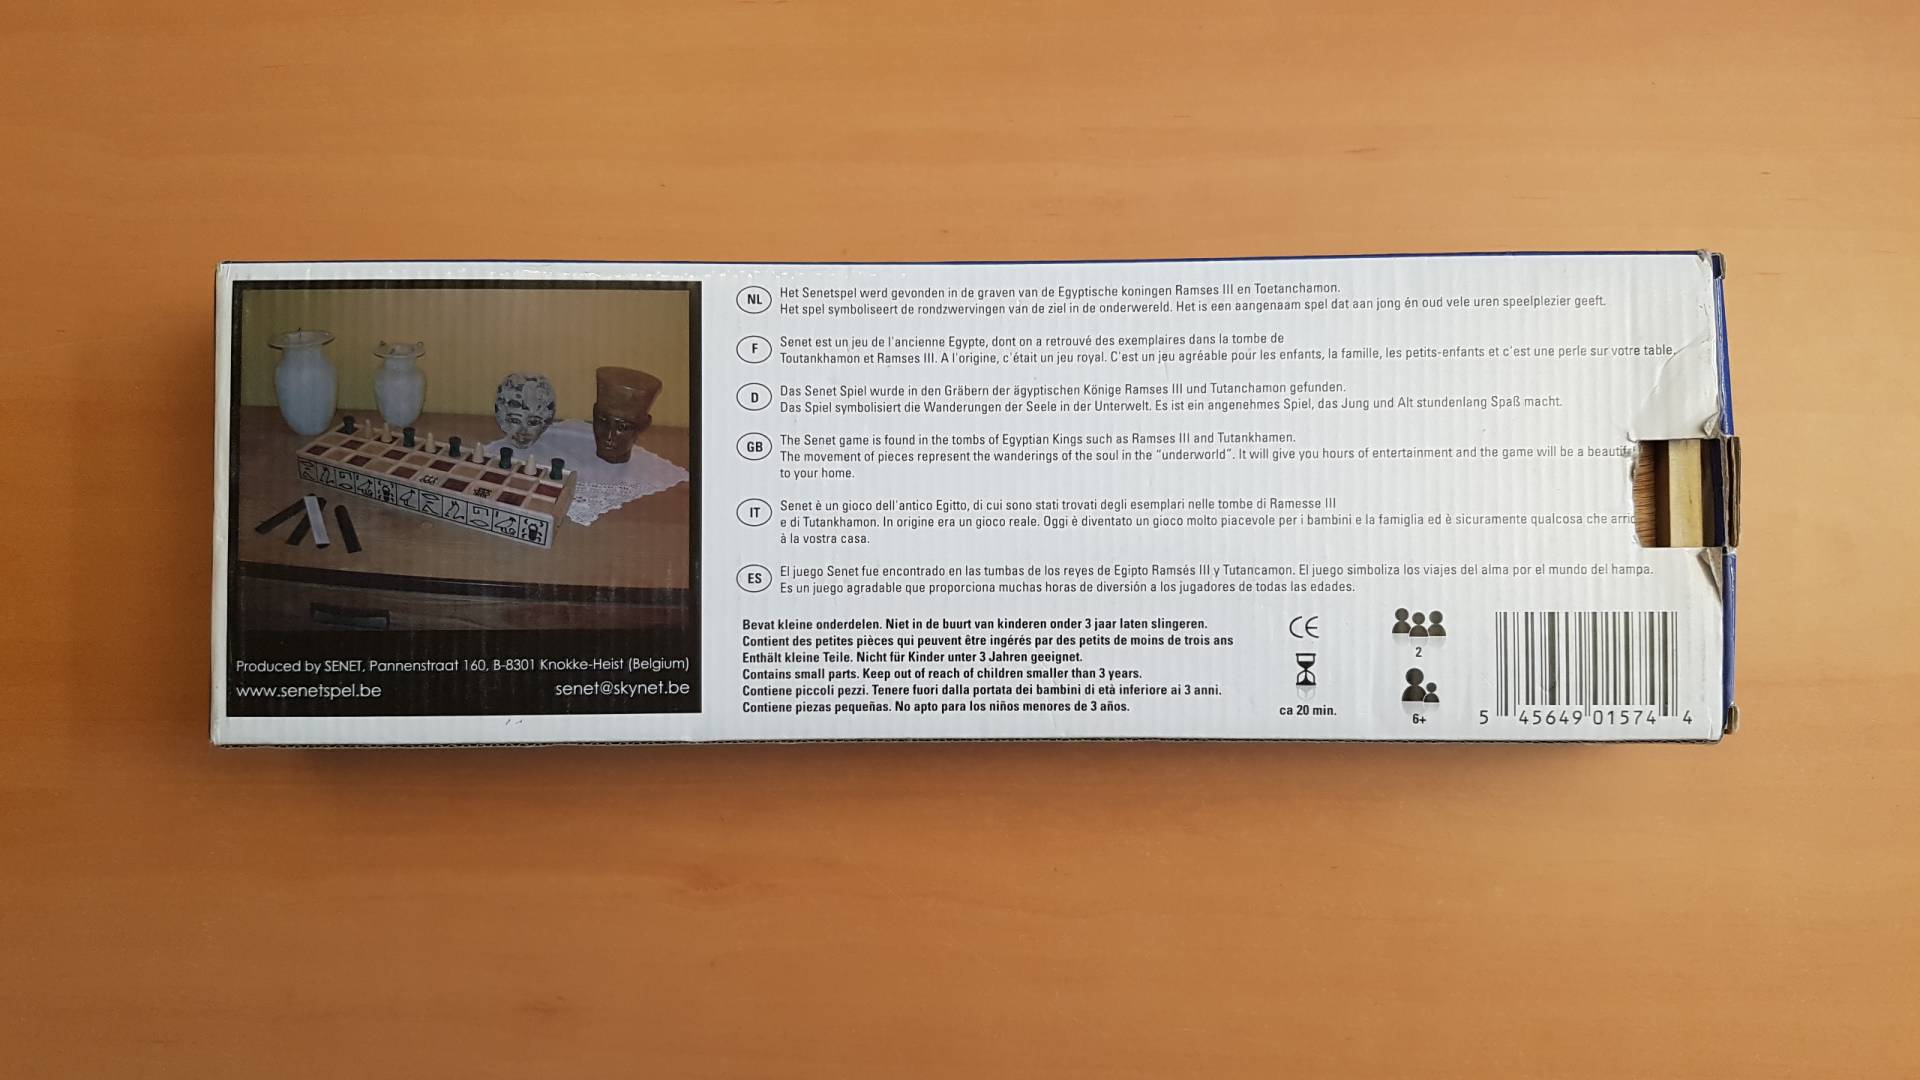 Produced by SENET, Pannenstraat 160, B-8301 Knokke-Heist (Belgium)
www.senetspel.be senet@skynet.be
NL Het Senetspel werd gevonden in de graven van de Egyptische koningen Ramses III en Toetanchamon.
Het spel symboliseert de rondzwervingen van de ziel in de onderwereld. Het is een aangenaam spel dat aan jong én oud vele uren speelplezier geeft.
F Senet est un jeu de l'ancienne Egypte, dont on a retrouvé des exemplaires dans la tombe de
Toutankhamon et Ramses III. A l'origine, c'était un jeu royal. C'est un jeu agréable pour les enfants, la famille, les petits-enfants et c'est une perle sur votre table.
D Das Senet Spiel wurde in den Gräbern der ägyptischen Könige Ramses III und Tutanchamon gefunden.
Das Spiel symbolisiert die Wanderungen der Seele in der Unterwelt. Es ist ein angenehmes Spiel, das Jung und Alt stundenlang Spaß macht.
GB The Senet game is found in the tombs of Egyptian Kings such as Ramses III and Tutankhamen.
The movement of pieces represent the wanderings of the soul in the "underworld". It will give you hours of entertainment and the game will be a
to your home.
IT Senet è un gioco dell'antico Egitto, di cui sono stati trovati degli esemplari nelle tombe di Ramesse III
e di Tutankhamon. In origine era un gioco reale. Oggi è diventato un gioco molto piacevole per i bambini e la famiglia ed è sicuramente qualcosa che
à la vostra casa.
ES El juego Senet fue encontrado en las tumbas de los reyes de Egipto Ramsés III y Tutancamon. El juego simboliza los viajes del alma por el mundo del hampa.
Es un juego agradable que proporciona muchas horas de diversión a los jugadores de todas las edades.
Bevat kleine onderdelen. Niet in de buurt van kinderen onder 3 jaar laten slingeren.
Contient des petites pièces qui peuvent être ingérés par des petits de moins de trois ans
Enthält kleine Teile. Nicht für Kinder unter 3 Jahren geeignet.
Contains small parts. Keep out of reach of children smaller than 3 years.
Contiene piccoli pezzi. Tenere fuori dalla portata dei bambini di età inferiore ai 3 anni.
Contiene piezas pequeñas. No apto para los niños menores de 3 años.
CE
ca 20 min.
2
6+
5 45649 01574 4